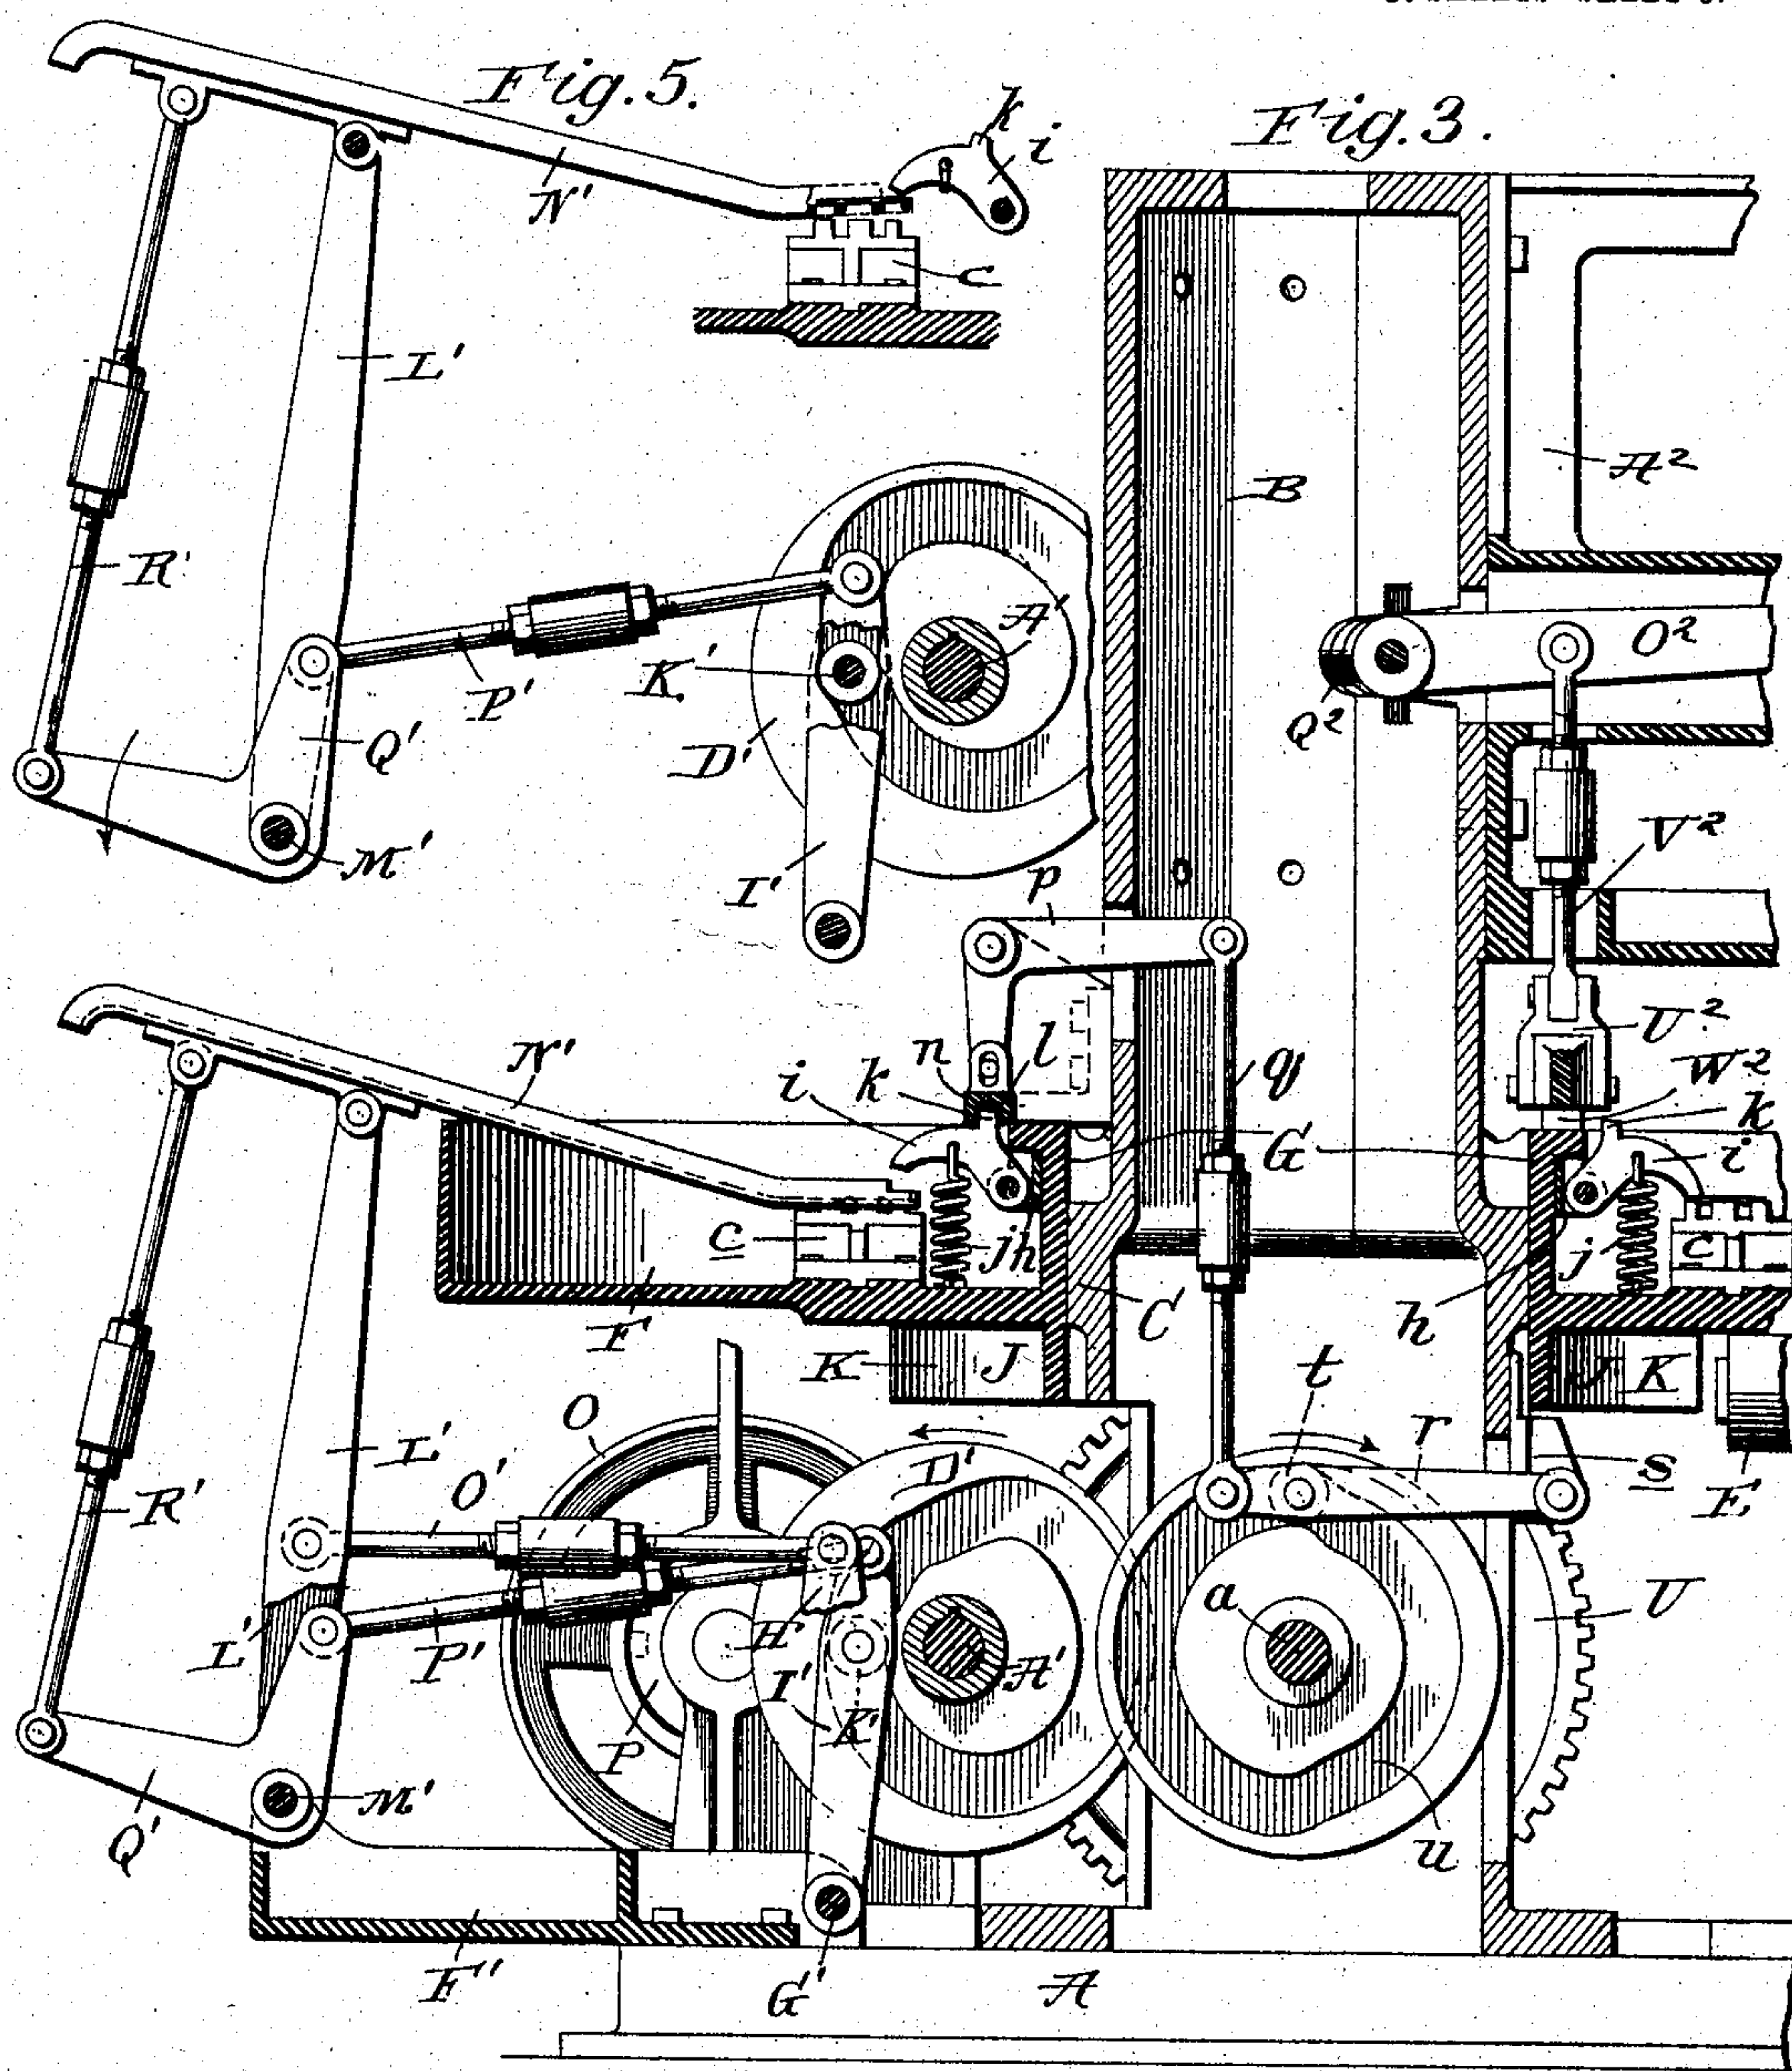 Fig. 5.
Fig. 3.
k
i
N'
c
L'
R'
B
A²
A'
K'
P'
D'
Q'
M'
I'
O²
Q²
V²
p
U²
W²
k
N'
n
k
l
i
q
G
i
c
j
h
j
c
F
C
h
K
J
t
J
K
O
D'
r
s
E
L'
O'
R'
a
U
L'
P'
H'
A'
I'
K'
P
M'
Q'
u
F''
G'
A